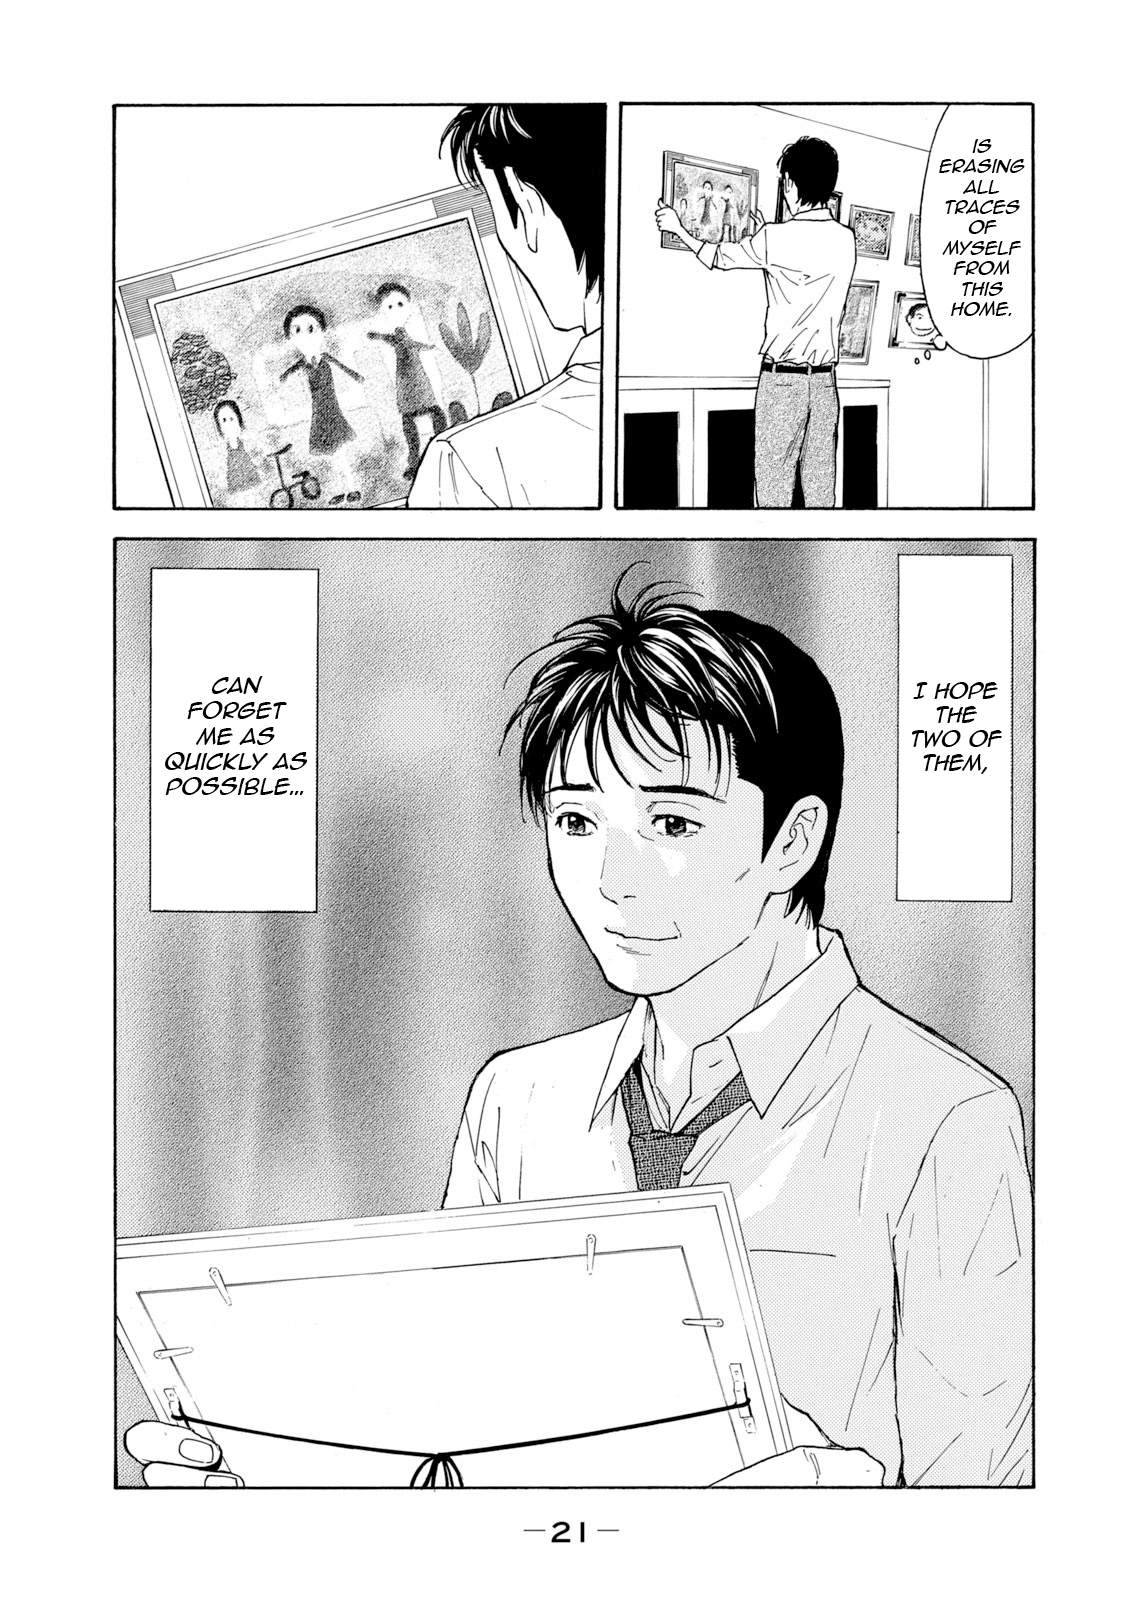 IS
ERASING
ALL
TRACES
OF
MYSELF
FROM
THIS
HOME.
I HOPE
THE
TWO OF
THEM,
CAN
FORGET
ME AS
QUICKLY AS
POSSIBLE...
—21—